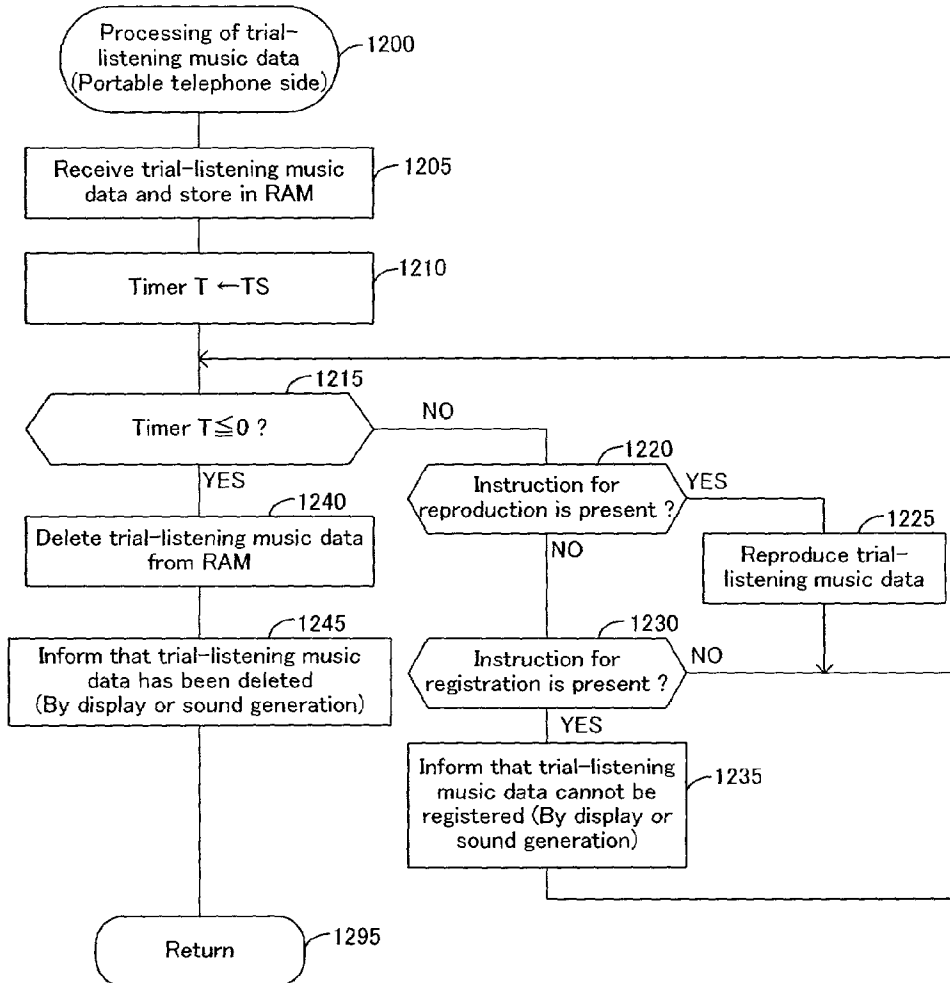 Processing of trial-
listening music data
(Portable telephone side)
1200
Receive trial-listening music
data and store in RAM
1205
Timer T ←TS
1210
1215
Timer T≦0 ?
NO
YES
1220
Instruction for
reproduction is present ?
YES
NO
1225
Reproduce trial-
listening music data
1240
Delete trial-listening music data
from RAM
1230
Instruction for
registration is present ?
NO
YES
1245
Inform that trial-listening music
data has been deleted
(By display or sound generation)
Inform that trial-listening
music data cannot be
registered (By display or
sound generation)
1235
Return
1295